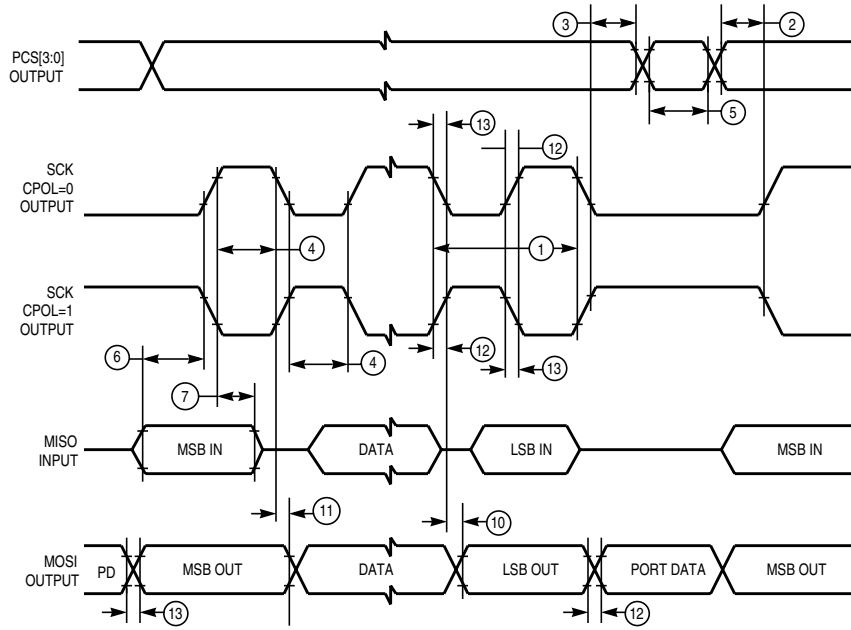 3
2
PCS[3:0]
OUTPUT
5
13
12
SCK
CPOL=0
OUTPUT
4
1
SCK
CPOL=1
OUTPUT
6
12
4
13
7
MISO
INPUT
MSB IN
DATA
LSB IN
MSB IN
11
10
MOSI
OUTPUT
PD
MSB OUT
DATA
LSB OUT
PORT DATA
MSB OUT
13
12